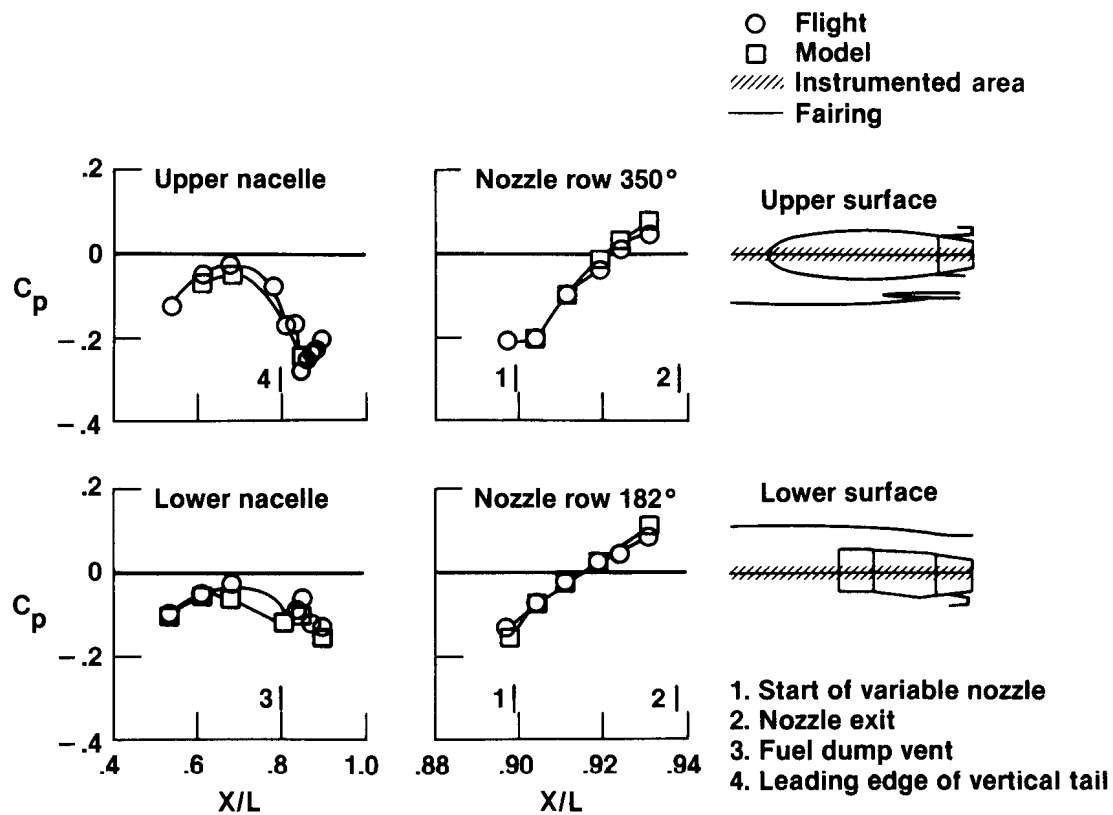 Flight
Model
Instrumented area
Fairing
Upper nacelle
Nozzle row 350°
Upper surface
.2
0
Cp
-.2
-.4
4
1
2
Lower nacelle
Nozzle row 182°
Lower surface
.2
0
Cp
-.2
-.4
3
1
2
.4 .6 .8 1.0
.88 .90 .92 .94
X/L
X/L
1. Start of variable nozzle
2. Nozzle exit
3. Fuel dump vent
4. Leading edge of vertical tail